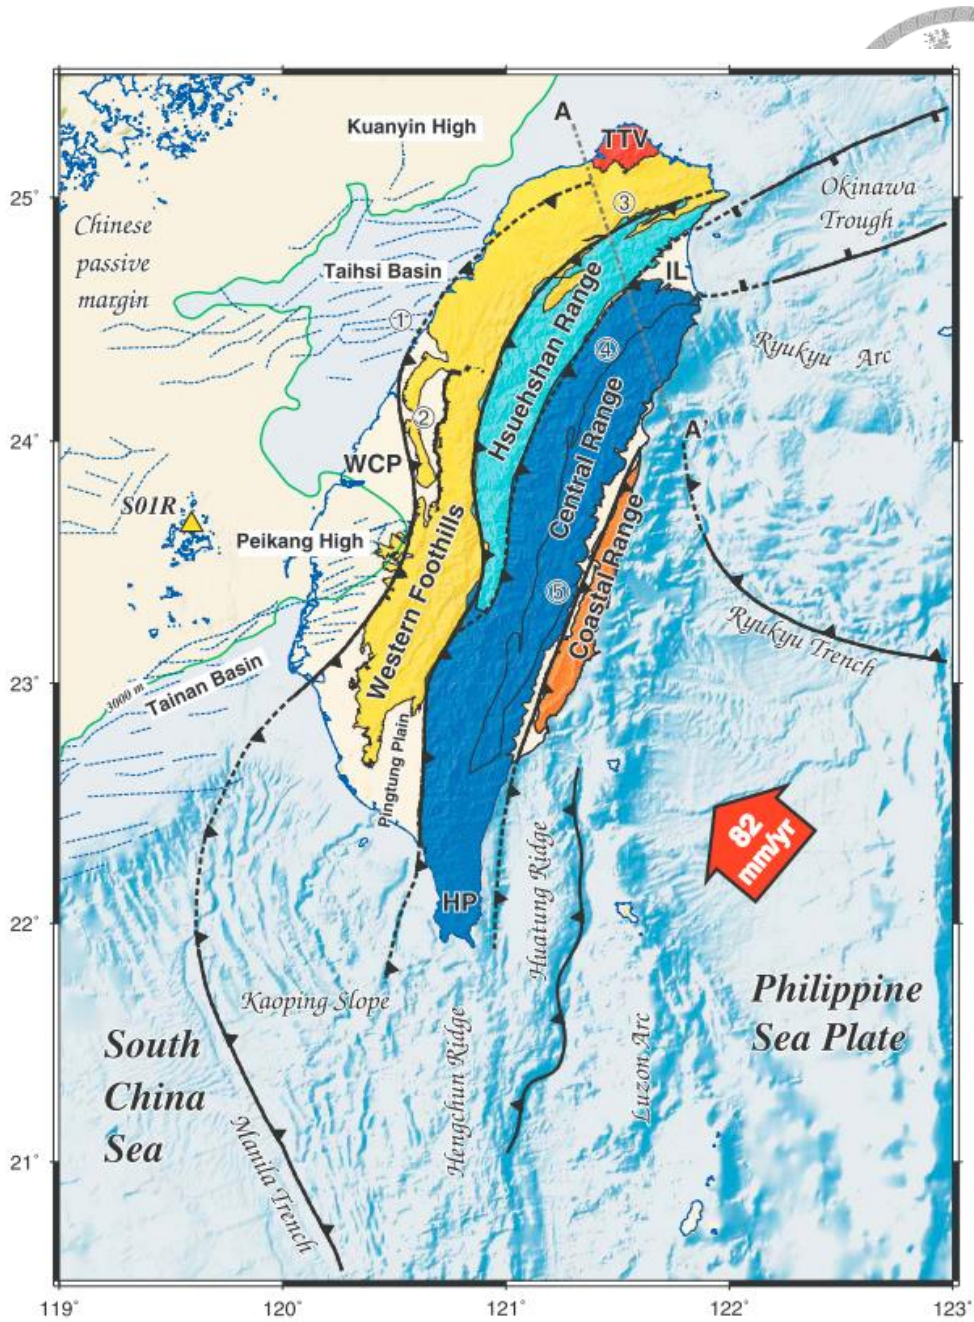 A
Kuanyin High
TTV
25°
③
Okinawa
Trough
Chinese
passive
margin
Taihsi Basin
IL
①
Hsuehshan Range
④
Ryukyu Arc
②
24°
Central Range
A'
WCP
S01R
Peikang High
Western Foothills
⑤
Coastal Range
Ryukyu Trench
23°
3000 m
Tainan Basin
Pingtung Plain
82
mm/yr
Huatung Ridge
22°
HP
Kaoping Slope
Philippine
Sea Plate
South
China
Sea
Hengchun Ridge
Luzon Arc
21°
Manila Trench
119°
120°
121°
122°
123°